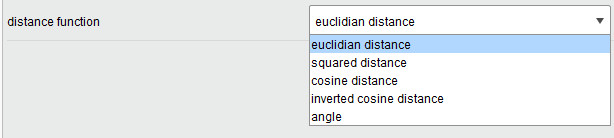 distance function euclidian distance
euclidian distance
squared distance
cosine distance
inverted cosine distance
angle